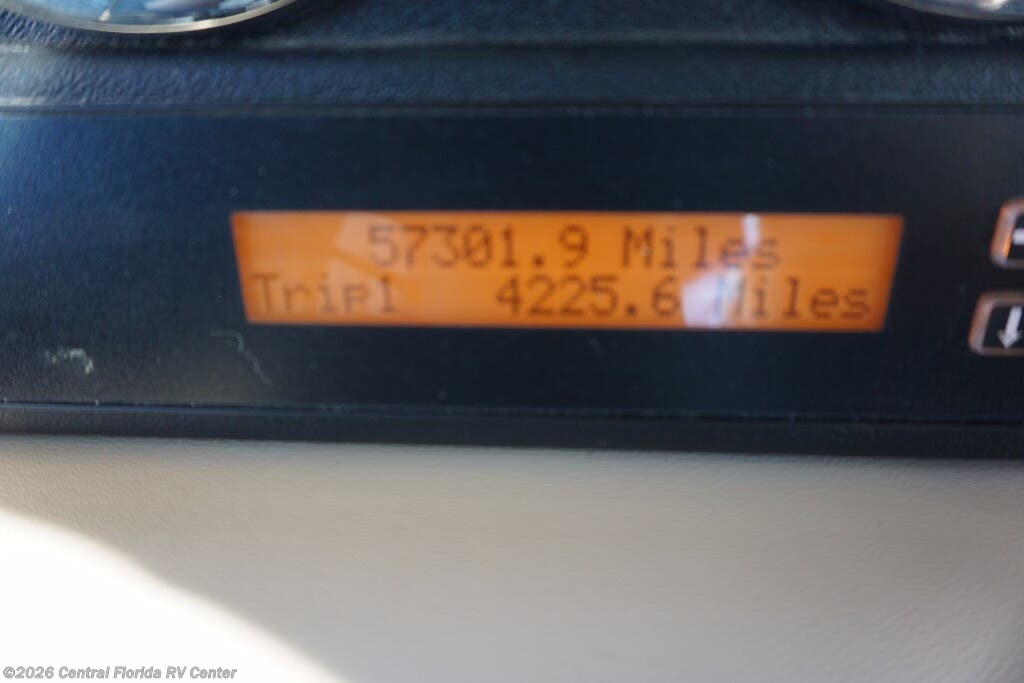 57301.9 Miles
Trip1 4225.6 Miles
©2026 Central Florida RV Center